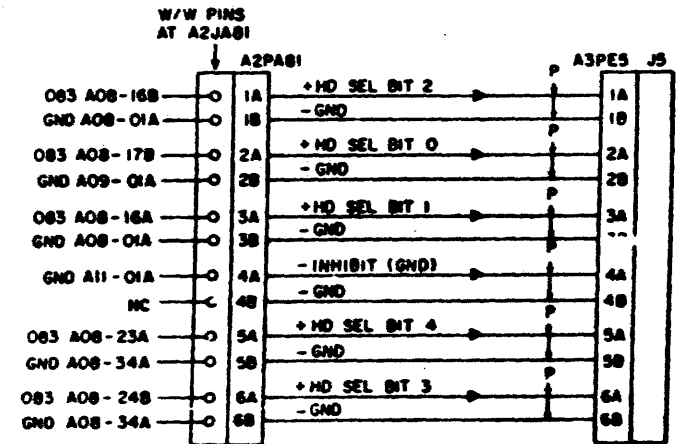 W/W PINS
AT A2JA81
A2PA81 A3PE5 J5
P
083 A08-16B 1A +HD SEL BIT 2 1A
GND A08-01A 1B -GND 1B
P
083 A08-17B 2A +HD SEL BIT 0 2A
GND A09-01A 2B -GND 2B
P
083 A08-16A 3A +HD SEL BIT 1 3A
GND A08-01A 3B -GND
P
GND A11-01A 4A -INHIBIT (GND) 4A
NC 4B -GND 4B
P
083 A08-23A 5A +HD SEL BIT 4 5A
GND A08-34A 5B -GND 5B
P
083 A08-24B 6A +HD SEL BIT 3 6A
GND A08-34A 6B -GND 6B